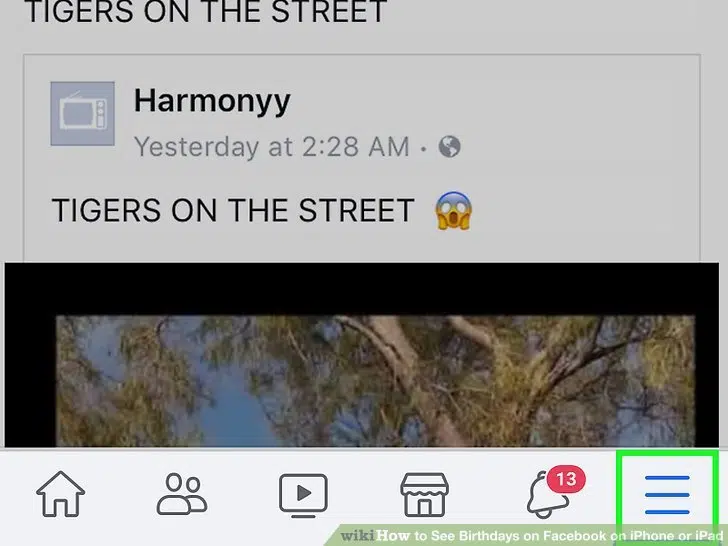 TIGERS ON THE STREET
Harmonyy
Yesterday at 2:28 AM ·
TIGERS ON THE STREET 😱
13
wikiHow to See Birthdays on Facebook on iPhone or iPad